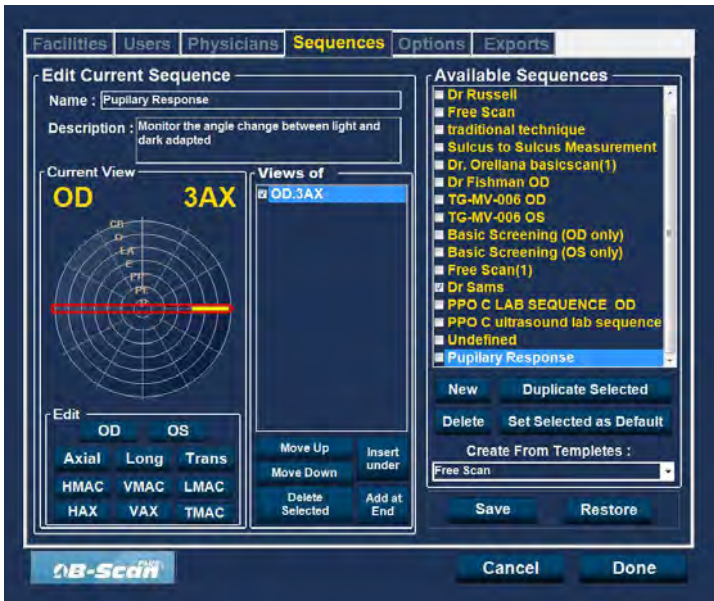 Facilities Users Physicians Sequences Options Exports
Edit Current Sequence
Name : Pupilary Response
Description : Monitor the angle change between light and
dark adapted
Current View
OD 3AX
CB
O
LA
E
PP
PE
P
Edit
OD OS
Axial Long Trans
HMAC VMAC LMAC
HAX VAX TMAC
Views of
OD.3AX
Move Up
Move Down
Insert
under
Delete
Selected
Add at
End
Available Sequences
Dr Russell
Free Scan
traditional technique
Sulcus to Sulcus Measurement
Dr. Orellana basicscan(1)
Dr Fishman OD
TG-MV-006 OD
TG-MV-006 OS
Basic Screening (OD only)
Basic Screening (OS only)
Free Scan(1)
Dr Sams
PPO C LAB SEQUENCE OD
PPO C ultrasound lab sequence
Undefined
Pupilary Response
New Duplicate Selected
Delete Set Selected as Default
Create From Templetes :
Free Scan
Save Restore
B-Scan
Cancel Done